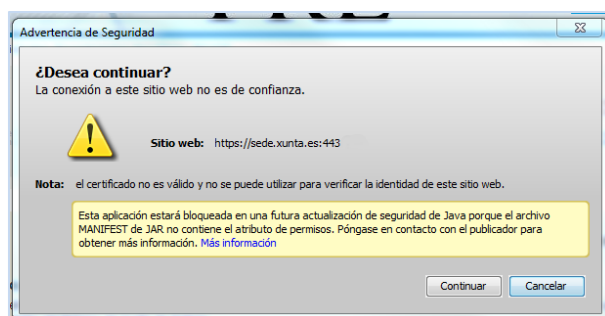 Advertencia de Seguridad
¿Desea continuar?
La conexión a este sitio web no es de confianza.
Sitio web: https://sede.xunta.es:443
Nota: el certificado no es válido y no se puede utilizar para verificar la identidad de este sitio web.
Esta aplicación estará bloqueada en una futura actualización de seguridad de Java porque el archivo
MANIFEST de JAR no contiene el atributo de permisos. Póngase en contacto con el publicador para
obtener más información. Más información
Continuar Cancelar